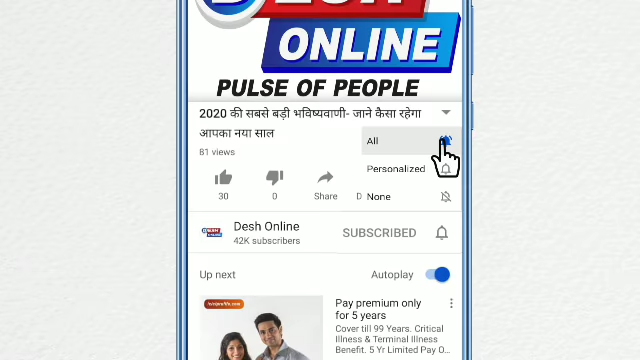 DESH
ONLINE
PULSE OF PEOPLE
2020 की सबसे बड़ी भविष्यवाणी- जाने कैसा रहेगा
आपका नया साल
81 views
All
Personalized
None
30
0
Share
D
Desh Online
42K subscribers
SUBSCRIBED
Up next
Autoplay
Pay premium only
for 5 years
Cover till 99 Years. Critical
Illness & Terminal Illness
Benefit. 5 Yr Limited Pay O...